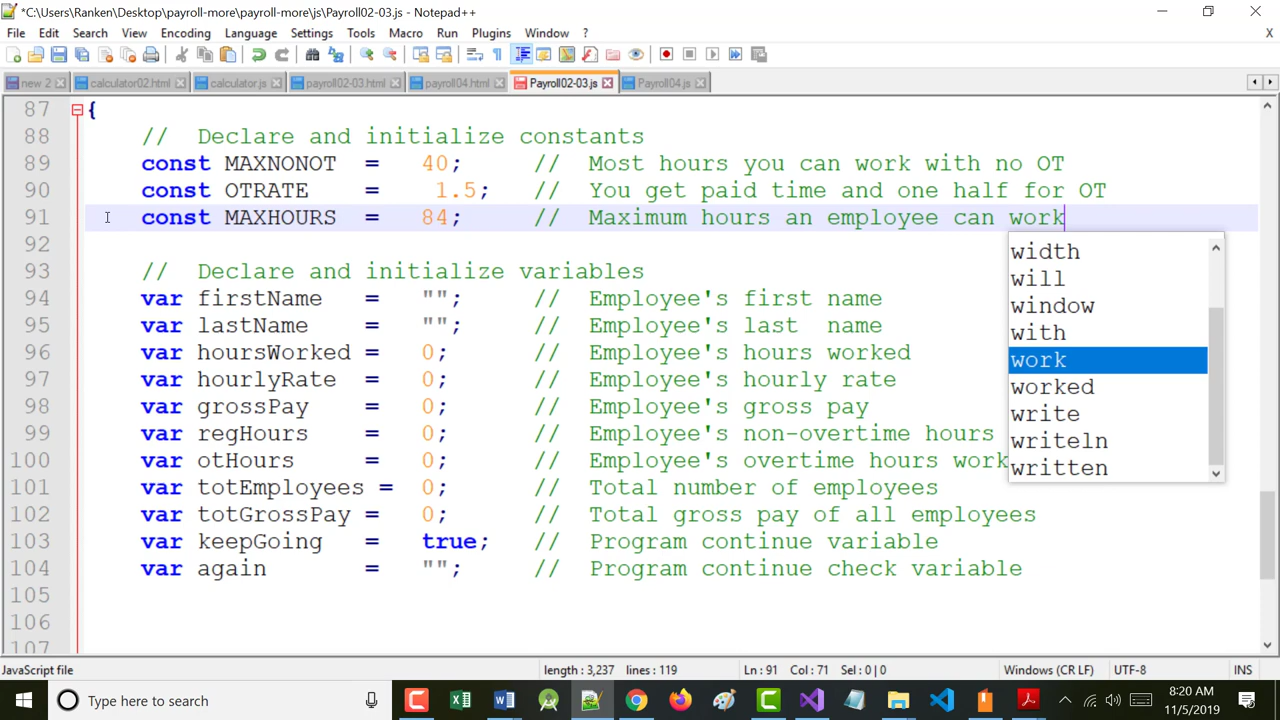 *C:\Users\Ranken\Desktop\payroll-more\payroll-more\js\Payroll02-03.js - Notepad++
File Edit Search View Encoding Language Settings Tools Macro Run Plugins Window ? X
new 2 calculator02.html calculator.js payroll02-03.html payroll04.html Payroll02-03.js Payroll04.js
87 {
88 // Declare and initialize constants
89 const MAXNONOT = 40; // Most hours you can work with no OT
90 const OTRATE = 1.5; // You get paid time and one half for OT
91 const MAXHOURS = 84; // Maximum hours an employee can work
92
width
93 // Declare and initialize variables
will
94 var firstName = ""; // Employee's first name
window
95 var lastName = ""; // Employee's last name
with
96 var hoursWorked = 0; // Employee's hours worked
work
97 var hourlyRate = 0; // Employee's hourly rate
worked
98 var grossPay = 0; // Employee's gross pay
write
99 var regHours = 0; // Employee's non-overtime hours
writeln
100 var otHours = 0; // Employee's overtime hours work
written
101 var totEmployees = 0; // Total number of employees
102 var totGrossPay = 0; // Total gross pay of all employees
103 var keepGoing = true; // Program continue variable
104 var again = ""; // Program continue check variable
105
106
107
JavaScript file length : 3,237 lines : 119 Ln : 91 Col : 71 Sel : 0 | 0 Windows (CR LF) UTF-8 INS
Type here to search
8:20 AM
11/5/2019